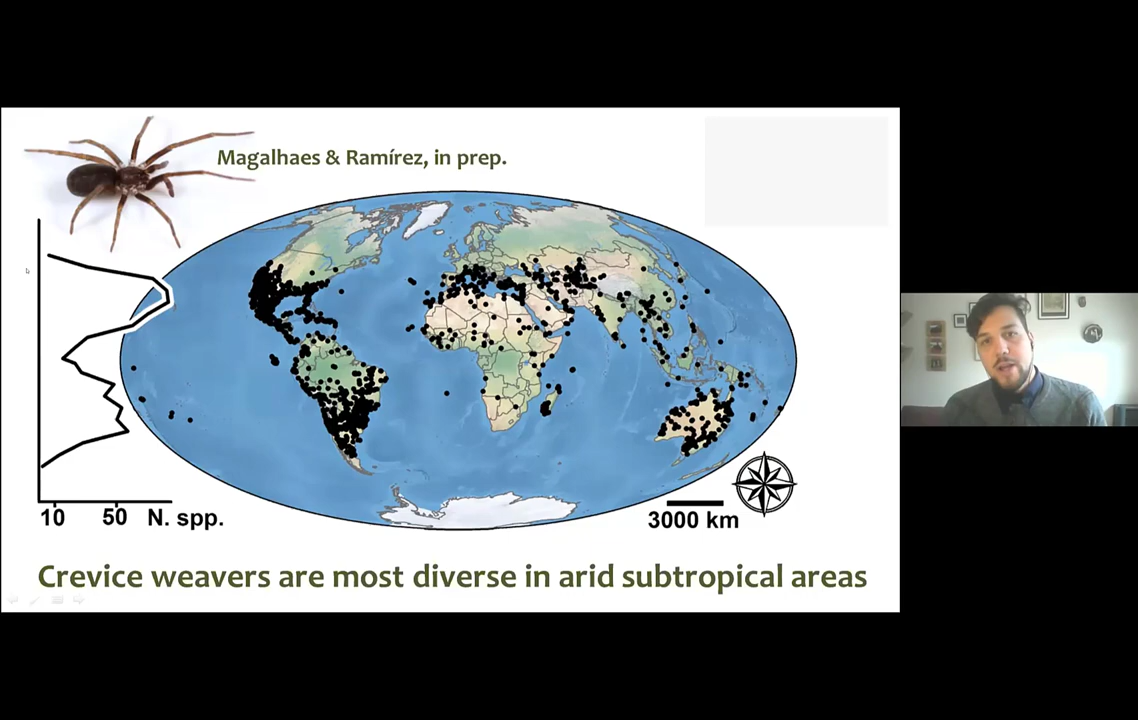 Magalhaes & Ramírez, in prep.
10 50 N. spp.
3000 km
Crevice weavers are most diverse in arid subtropical areas